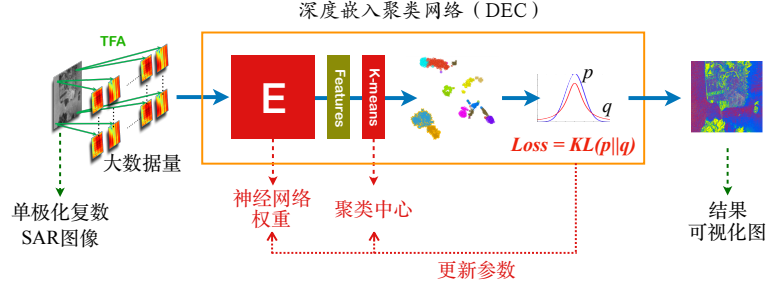 深度嵌入聚类网络（DEC）
TFA
大数据量
单极化复数
SAR图像
E
Features
K-means
p
q
Loss = KL(p||q)
神经网络
权重
聚类中心
更新参数
结果
可视化图